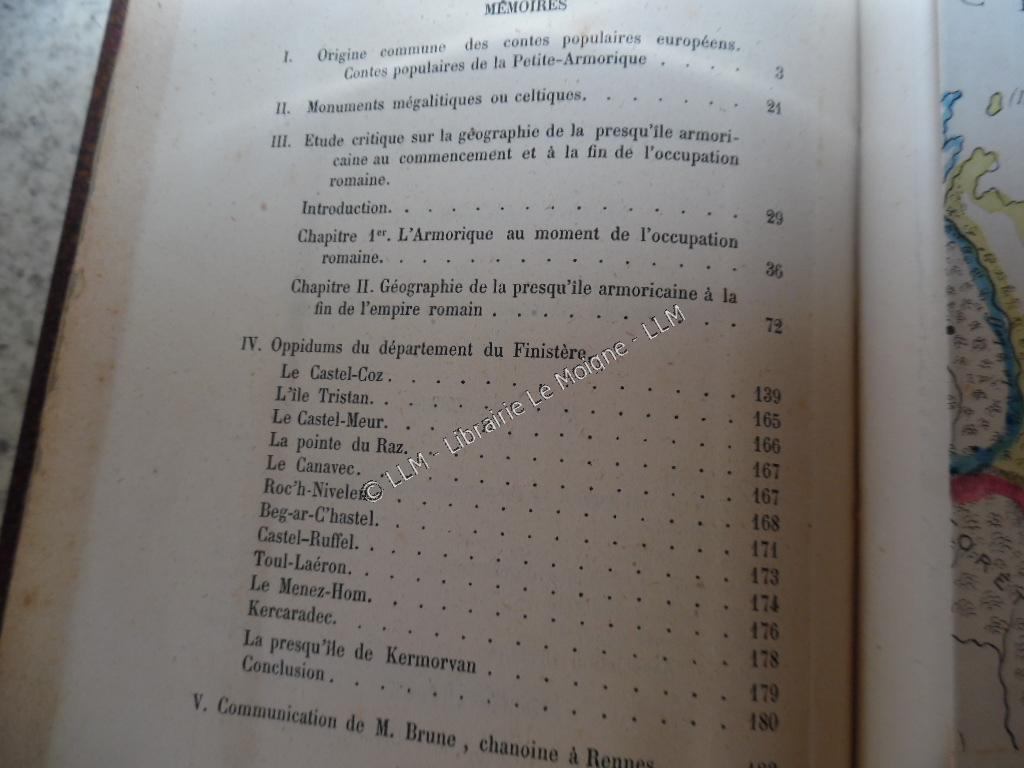 MÉMOIRES
I. Origine commune des contes populaires européens.
Contes populaires de la Petite-Armorique . . . . 3
II. Monuments mégalitiques ou celtiques. . . . . . . 21
III. Etude critique sur la géographie de la presqu'île armori-
caine au commencement et à la fin de l'occupation
romaine.
Introduction. . . . . . . . . . . . . . . 29
Chapitre 1er. L'Armorique au moment de l'occupation
romaine. . . . . . . . . . . . . . . 36
Chapitre II. Géographie de la presqu'île armoricaine à la
fin de l'empire romain . . . . . . . . . . . 72
IV. Oppidums du département du Finistère.
Le Castel-Coz . . . . . . . . . . . . . . 139
L'île Tristan. . . . . . . . . . . . . . . 165
Le Castel-Meur. . . . . . . . . . . . . . 166
La pointe du Raz. . . . . . . . . . . . . 167
Le Canavec. . . . . . . . . . . . . . . 167
Roc'h-Nivelen . . . . . . . . . . . . . . 168
Beg-ar-C'hastel. . . . . . . . . . . . . . 171
Castel-Ruffel. . . . . . . . . . . . . . . 173
Toul-Laéron. . . . . . . . . . . . . . . 174
Le Menez-Hom. . . . . . . . . . . . . . 176
Kercaradec. . . . . . . . . . . . . . . 178
La presqu'île de Kermorvan . . . . . . . . . 179
Conclusion . . . . . . . . . . . . . . . 180
V. Communication de M. Brune, chanoine à Rennes
© LLM - Librairie Le Moigne - LLM